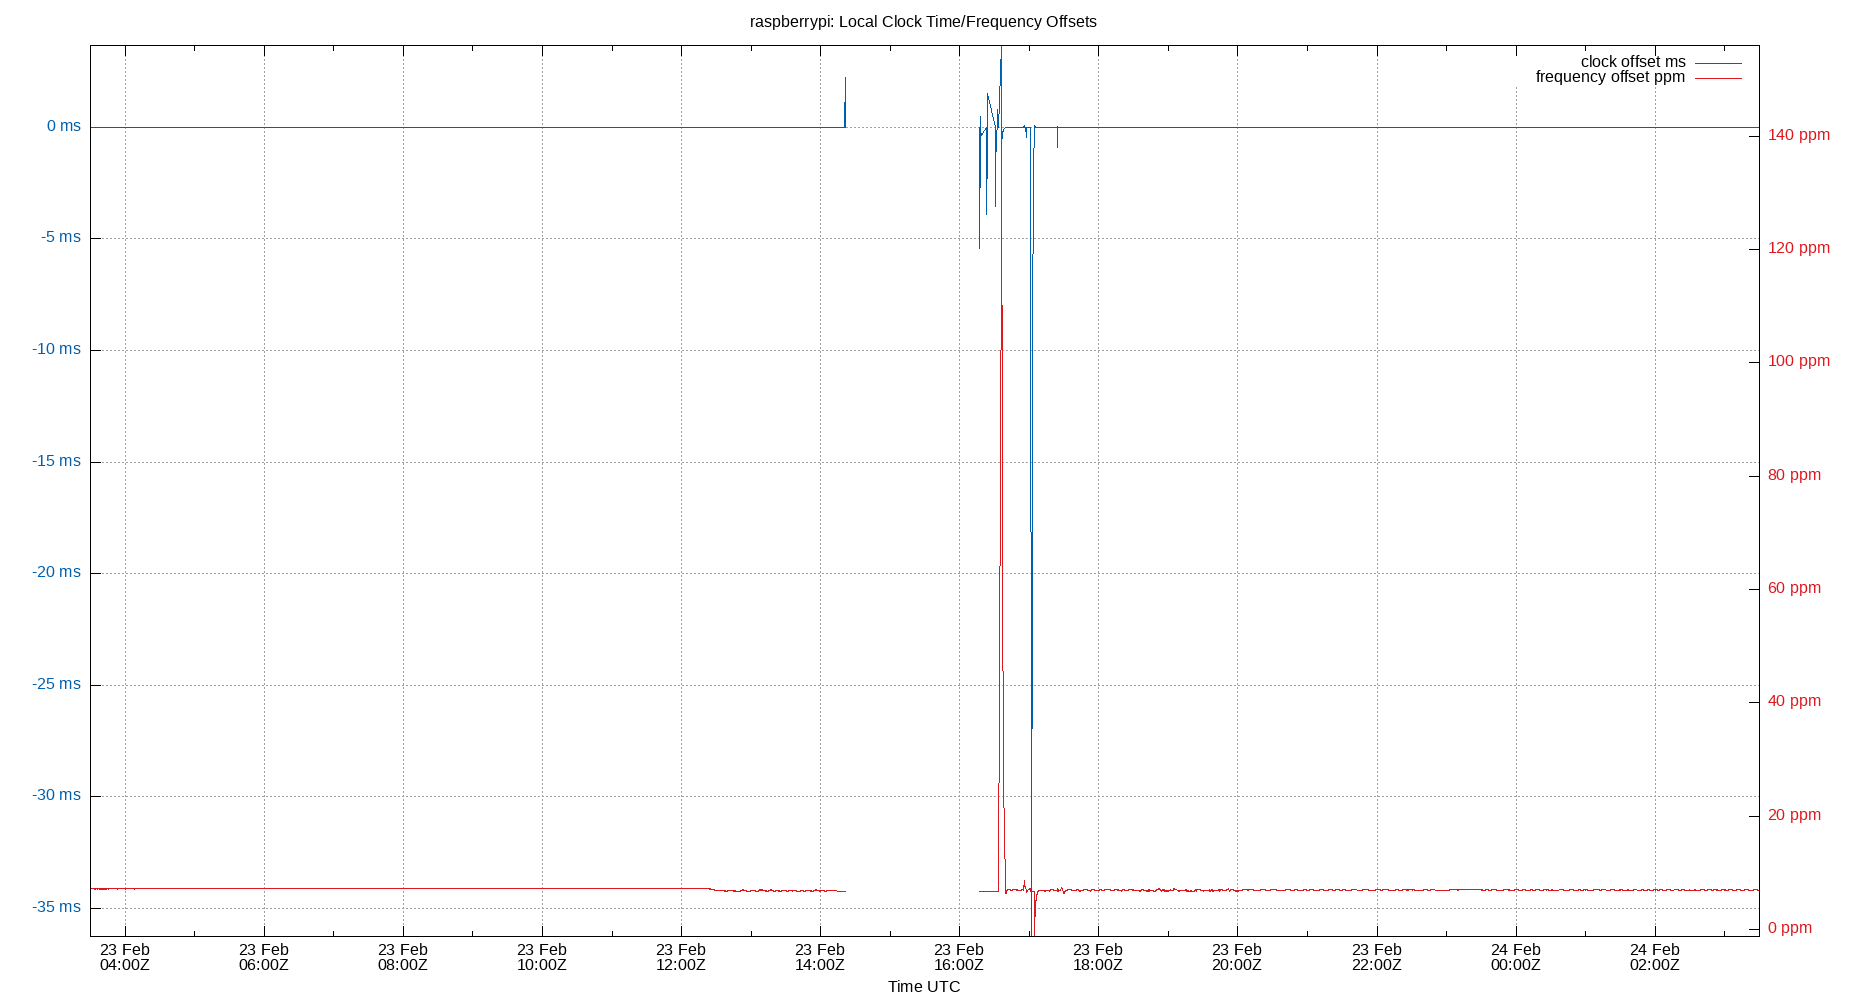 raspberrypi: Local Clock Time/Frequency Offsets
clock offset ms
frequency offset ppm
0 ms
-5 ms
-10 ms
-15 ms
-20 ms
-25 ms
-30 ms
-35 ms
140 ppm
120 ppm
100 ppm
80 ppm
60 ppm
40 ppm
20 ppm
0 ppm
23 Feb 23 Feb 23 Feb 23 Feb 23 Feb 23 Feb 23 Feb 23 Feb 23 Feb 23 Feb 24 Feb 24 Feb
04:00Z 06:00Z 08:00Z 10:00Z 12:00Z 14:00Z 16:00Z 18:00Z 20:00Z 22:00Z 00:00Z 02:00Z
Time UTC